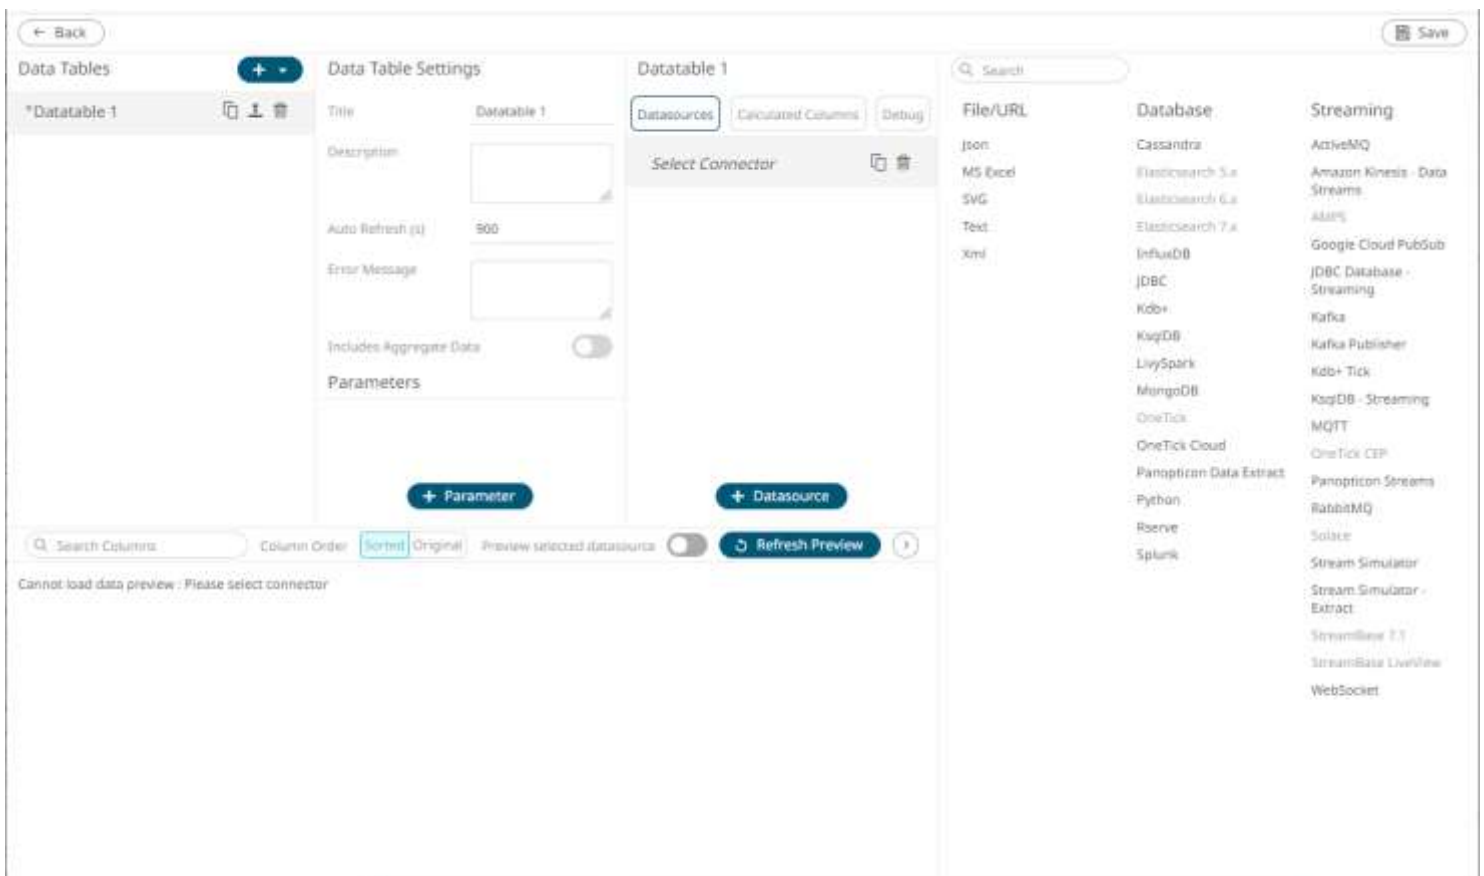 Back
Save
Data Tables
*Datatable 1
Data Table Settings
Title
Datatable 1
Description
Auto Refresh (s)
900
Error Message
Includes Aggregate Data
Parameters
+ Parameter
Datatable 1
Datasources
Calculated Columns
Debug
Select Connector
+ Datasource
Search
File/URL
Json
MS Excel
SVG
Text
Xml
Database
Cassandra
Elasticsearch 5.x
Elasticsearch 6.x
Elasticsearch 7.x
InfluxDB
JDBC
Kdb+
KsqlDB
LivySpark
MongoDB
OneTick
OneTick Cloud
Panopticon Data Extract
Python
Rserve
Splunk
Streaming
ActiveMQ
Amazon Kinesis - Data
Streams
AMPS
Google Cloud PubSub
JDBC Database -
Streaming
Kafka
Kafka Publisher
Kdb+ Tick
KsqlDB - Streaming
MQTT
OneTick CEP
Panopticon Streams
RabbitMQ
Solace
Stream Simulator
Stream Simulator -
Extract
StreamBase 7.1
StreamBase LiveView
WebSocket
Search Columns
Column Order
Sorted
Original
Preview selected datasource
Refresh Preview
Cannot load data preview : Please select connector